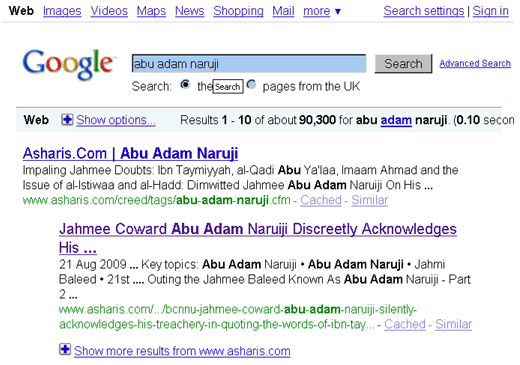 Web Images Videos Maps News Shopping Mail more ▼ Search settings | Sign in
Google abu adam naruji Search Advanced Search
Search: the Search pages from the UK
Web Show options... Results 1 - 10 of about 90,300 for abu adam naruji. (0.10 secon
Asharis.Com | Abu Adam Naruji
Impaling Jahmee Doubts: Ibn Taymiyyah, al-Qadi Abu Ya'laa, Imaam Ahmad and the
Issue of al-Istiwaa and al-Hadd: Dimwitted Jahmee Abu Adam Naruji On His ...
www.asharis.com/creed/tags/abu-adam-naruji.cfm - Cached - Similar
Jahmee Coward Abu Adam Naruiji Discreetly Acknowledges
His ...
21 Aug 2009 ... Key topics: Abu Adam Naruiji • Abu Adam Naruji • Jahmi
Baleed • 21st .... Outing the Jahmee Baleed Known As Abu Adam Naruiji - Part
2 ...
www.asharis.com/.../bcnnu-jahmee-coward-abu-adam-naruiji-silently-
acknowledges-his-treachery-in-quoting-the-words-of-ibn-tay... - Cached - Similar
Show more results from www.asharis.com